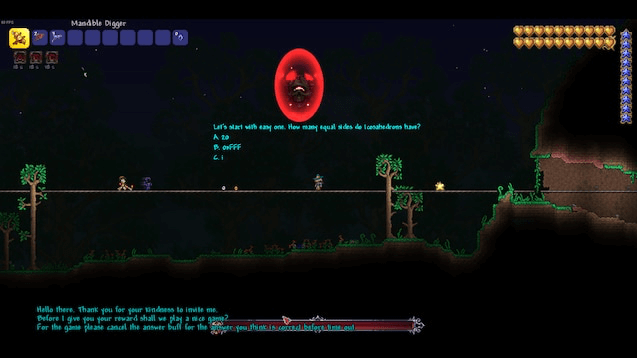 Mandible Digger
Let's start with easy one. How many equal sides do Icosahedrons have?
A: 20
B: 0xFFF
C: i
Hello there. Thank you for your kindness to invite me.
Before I give you your reward shall we play a nice game?
For the game please cancel the answer buff for the answer you think is correct before time out